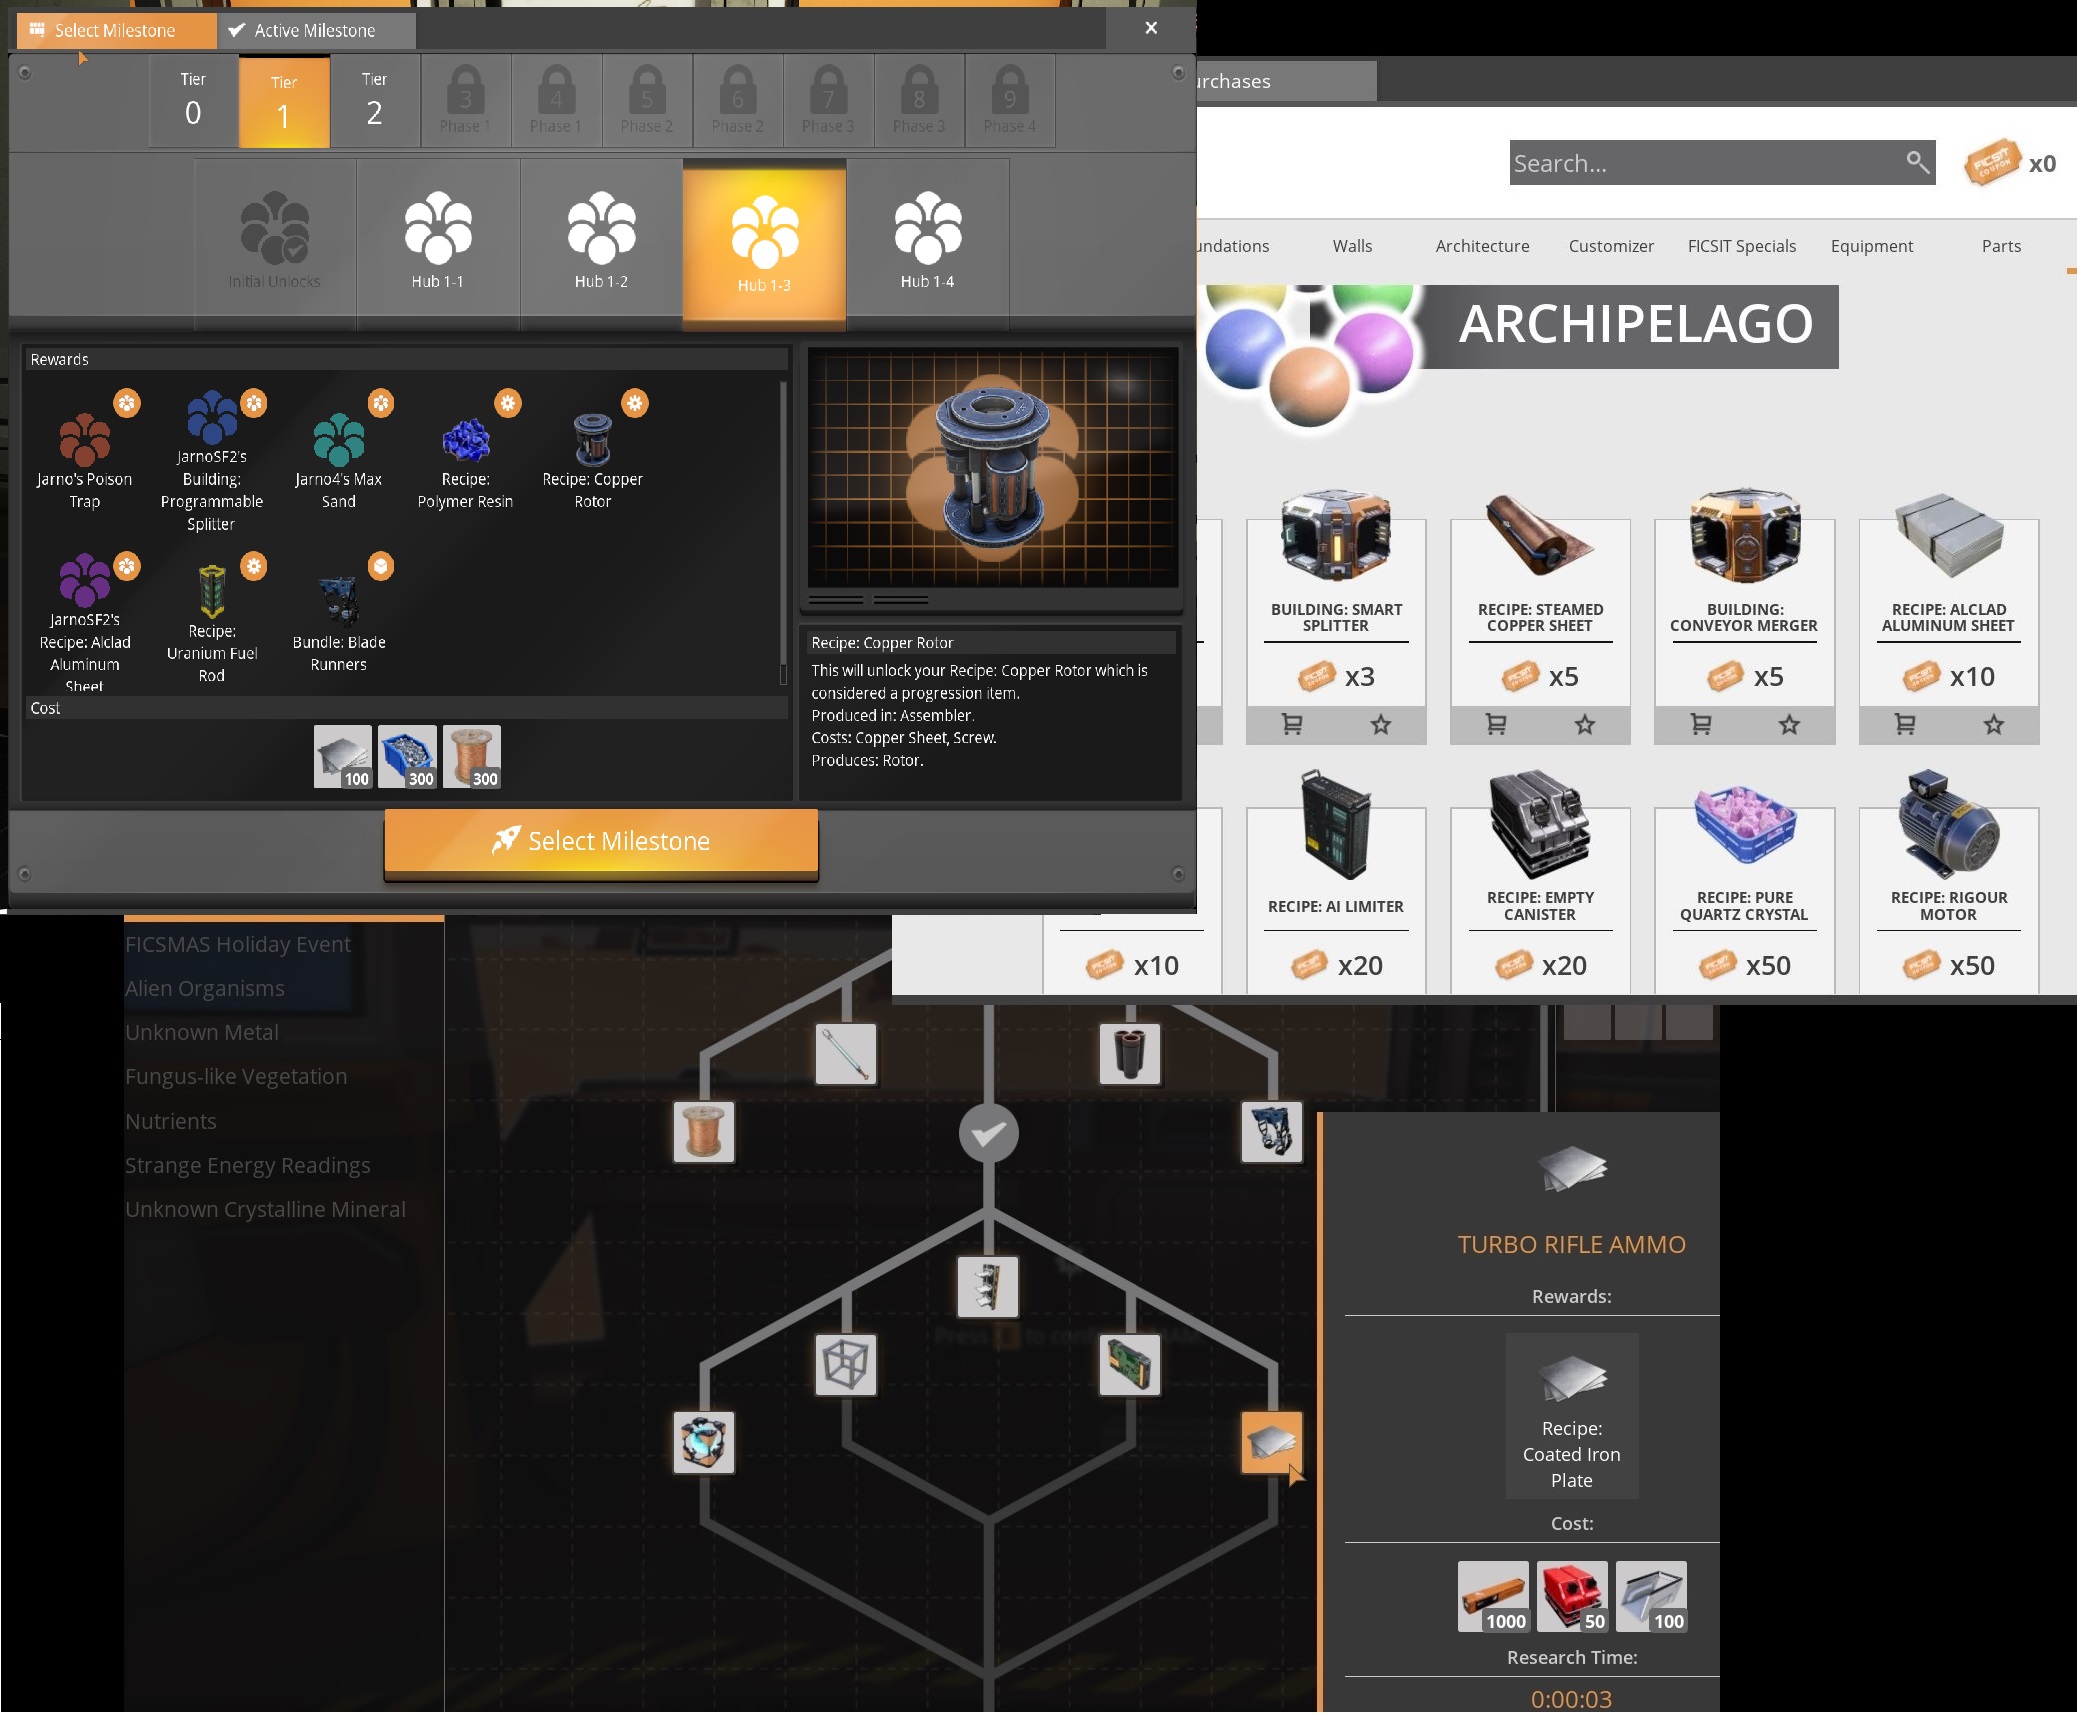 Select Milestone
Active Milestone
Tier
0
Tier
1
Tier
2
3
Phase 1
4
Phase 1
5
Phase 2
6
Phase 2
7
Phase 3
8
Phase 3
9
Phase 4
Initial Unlocks
Hub 1-1
Hub 1-2
Hub 1-3
Hub 1-4
Rewards
Jarno's Poison
Trap
JarnoSF2's
Building:
Programmable
Splitter
Jarno4's Max
Sand
Recipe:
Polymer Resin
Recipe: Copper
Rotor
JarnoSF2's
Recipe: Alclad
Aluminum
Sheet
Recipe:
Uranium Fuel
Rod
Bundle: Blade
Runners
Cost
100
300
300
Recipe: Copper Rotor
This will unlock your Recipe: Copper Rotor which is
considered a progression item.
Produced in: Assembler.
Costs: Copper Sheet, Screw.
Produces: Rotor.
Select Milestone
urchases
Search...
FICSIT
COUPON
x0
undations
Walls
Architecture
Customizer
FICSIT Specials
Equipment
Parts
ARCHIPELAGO
BUILDING: SMART
SPLITTER
x3
RECIPE: STEAMED
COPPER SHEET
x5
BUILDING:
CONVEYOR MERGER
x5
RECIPE: ALCLAD
ALUMINUM SHEET
x10
x10
RECIPE: AI LIMITER
x20
RECIPE: EMPTY
CANISTER
x20
RECIPE: PURE
QUARTZ CRYSTAL
x50
RECIPE: RIGOUR
MOTOR
x50
FICSMAS Holiday Event
Alien Organisms
Unknown Metal
Fungus-like Vegetation
Nutrients
Strange Energy Readings
Unknown Crystalline Mineral
TURBO RIFLE AMMO
Rewards:
Recipe:
Coated Iron
Plate
Cost:
1000
50
100
Research Time:
0:00:03